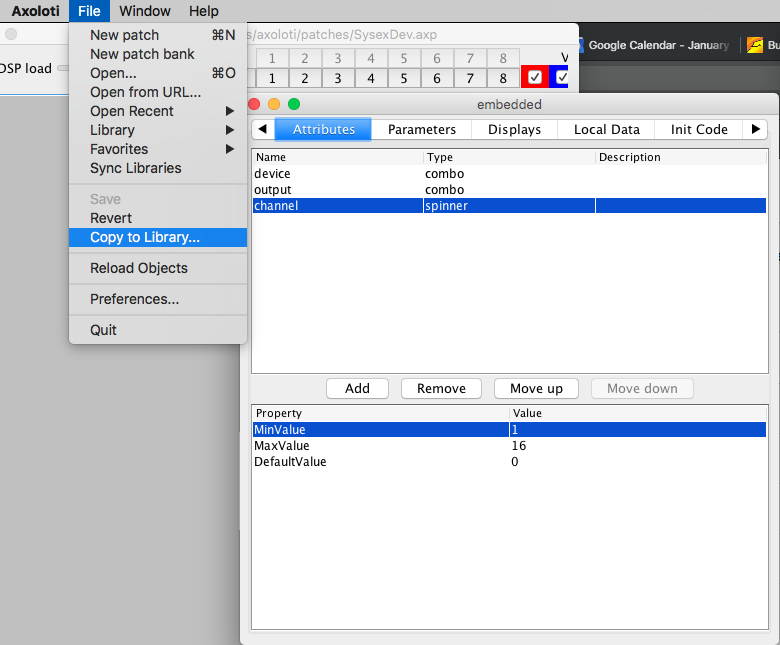 Axoloti File Window Help
New patch ⌘N
New patch bank
Open... ⌘O
Open from URL...
Open Recent
Library
Favorites
Sync Libraries
Save
Revert
Copy to Library...
Reload Objects
Preferences...
Quit
DSP load
s/axoloti/patches/SysexDev.axp
1 2 3 4 5 6 7 8 V
1 2 3 4 5 6 7 8
Google Calendar - January
Bu
embedded
Attributes Parameters Displays Local Data Init Code
Name Type Description
device combo
output combo
channel spinner
Add Remove Move up Move down
Property Value
MinValue 1
MaxValue 16
DefaultValue 0